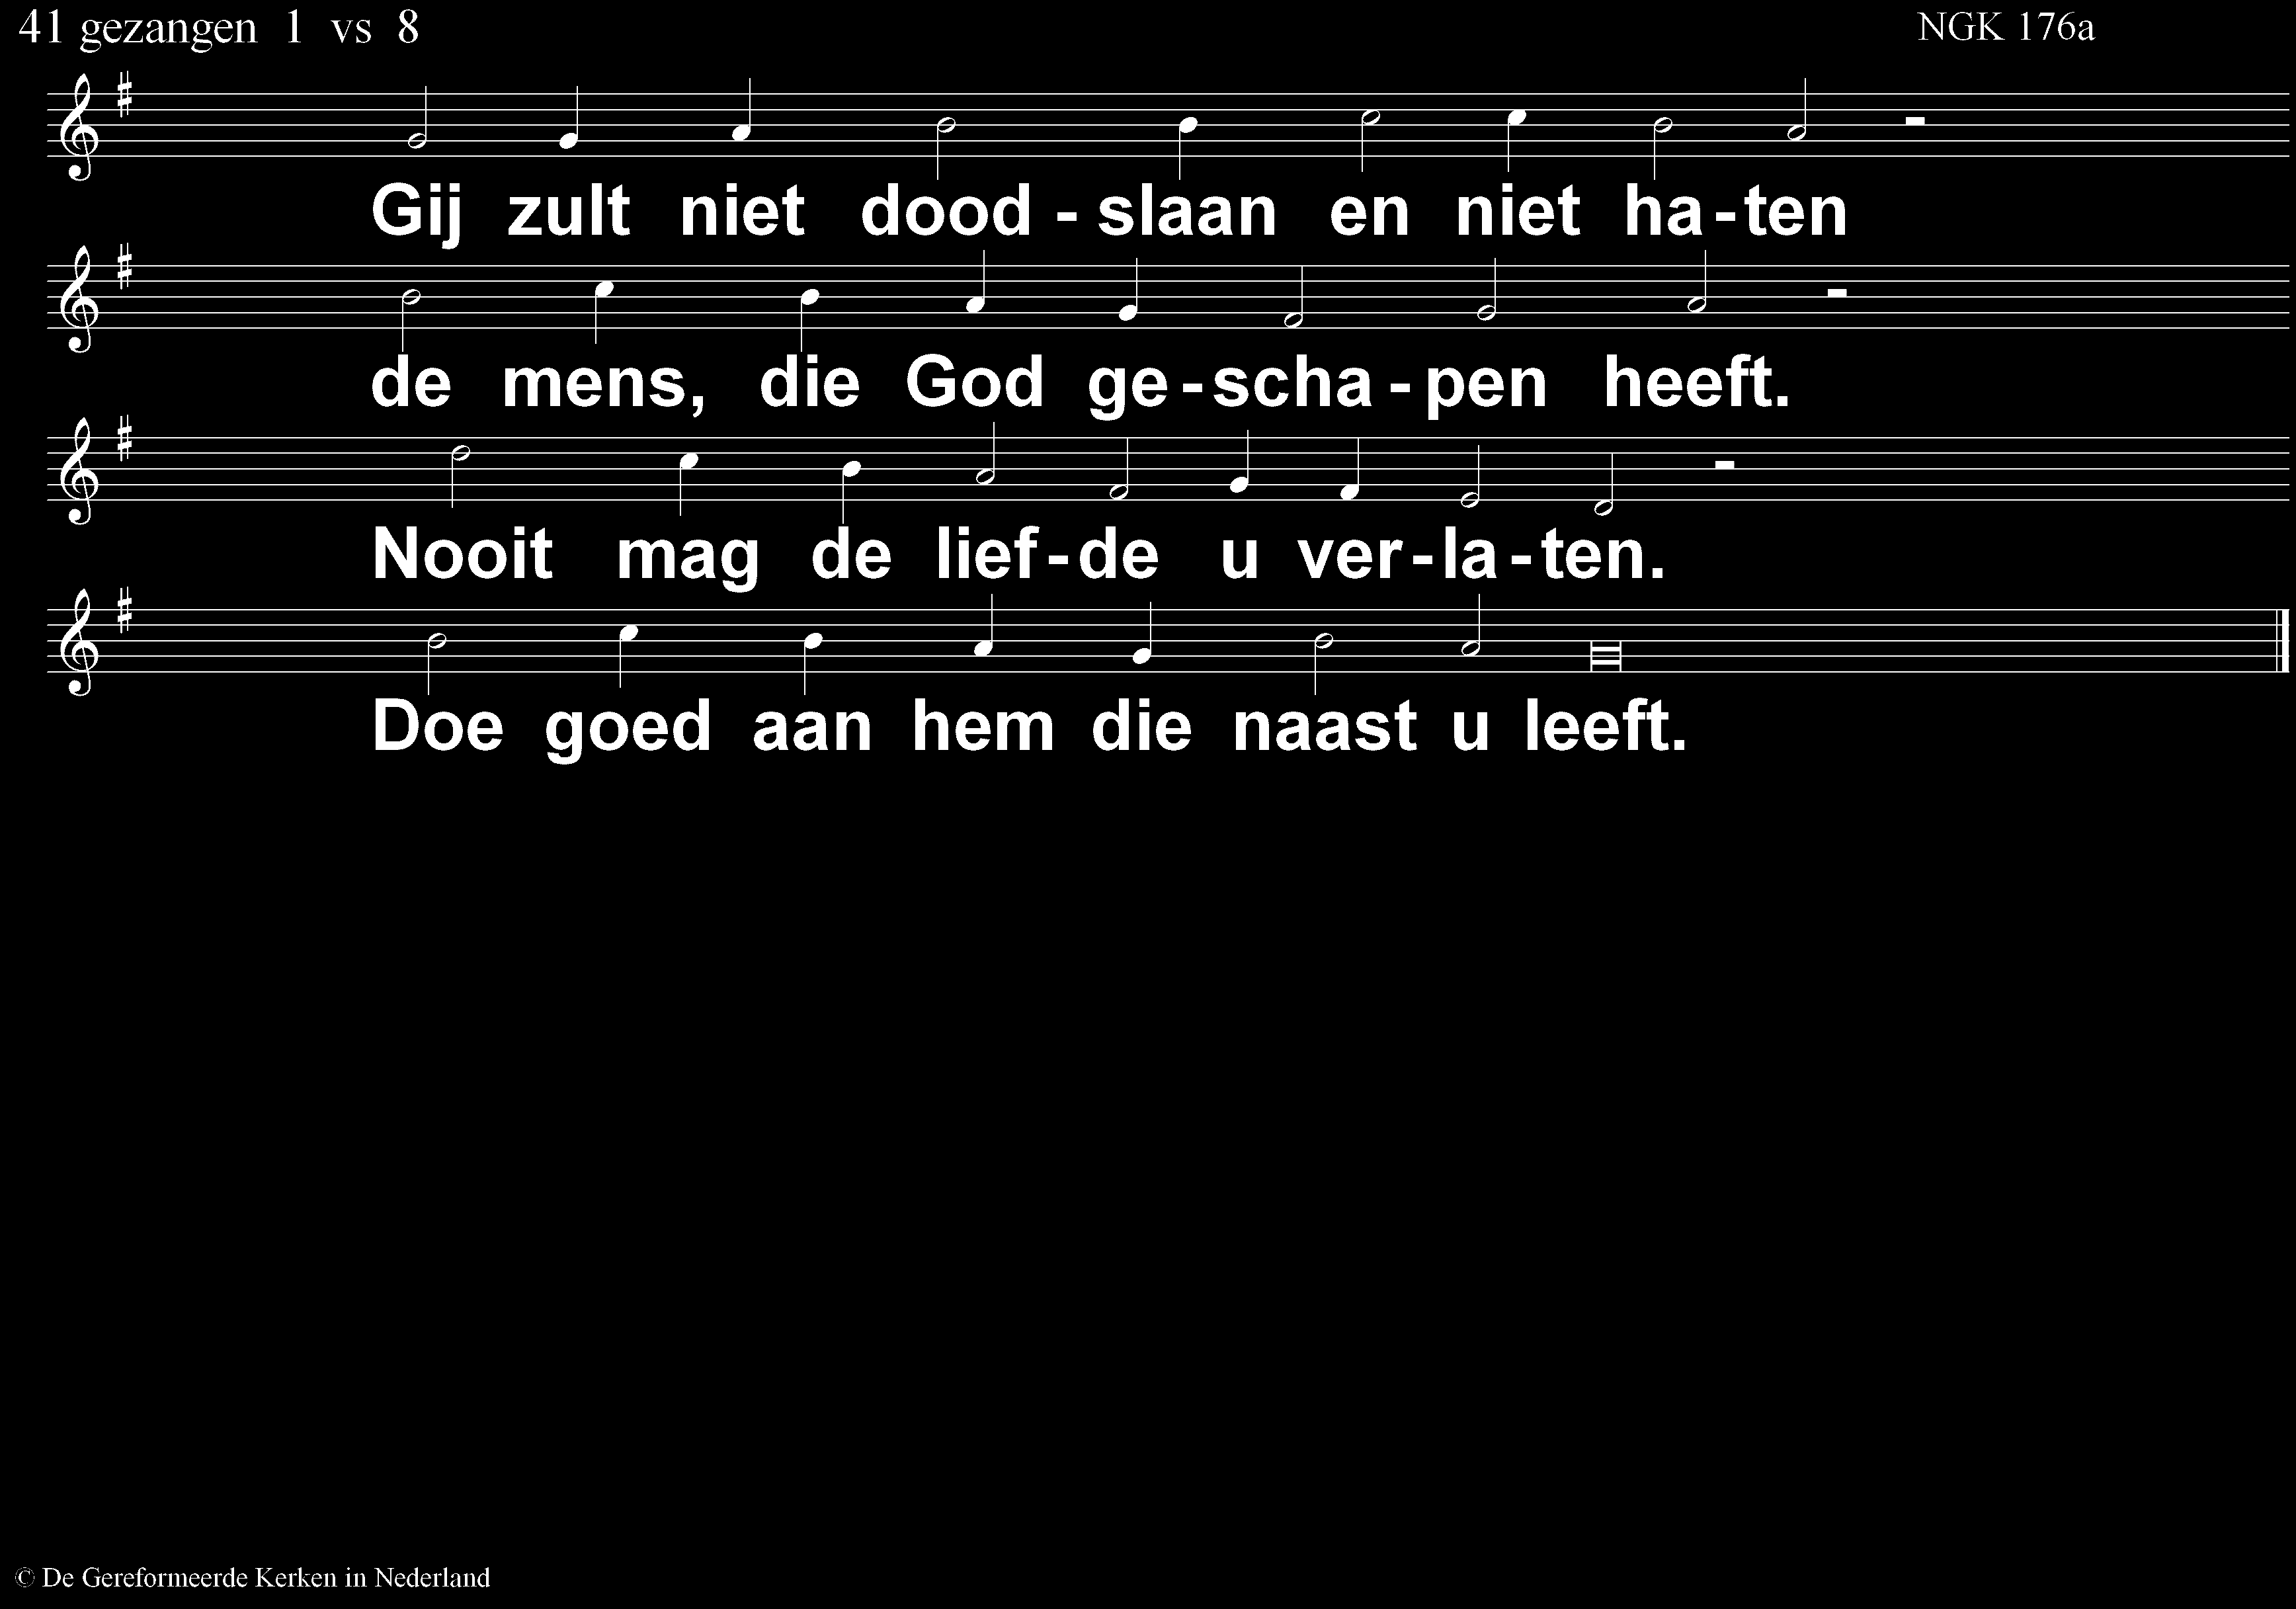 41 gezangen 1 vs 8 NGK 176a
Gij zult niet dood - slaan en niet ha - ten
de mens, die God ge - scha - pen heeft.
Nooit mag de lief - de u ver - la - ten.
Doe goed aan hem die naast u leeft.
© De Gereformeerde Kerken in Nederland